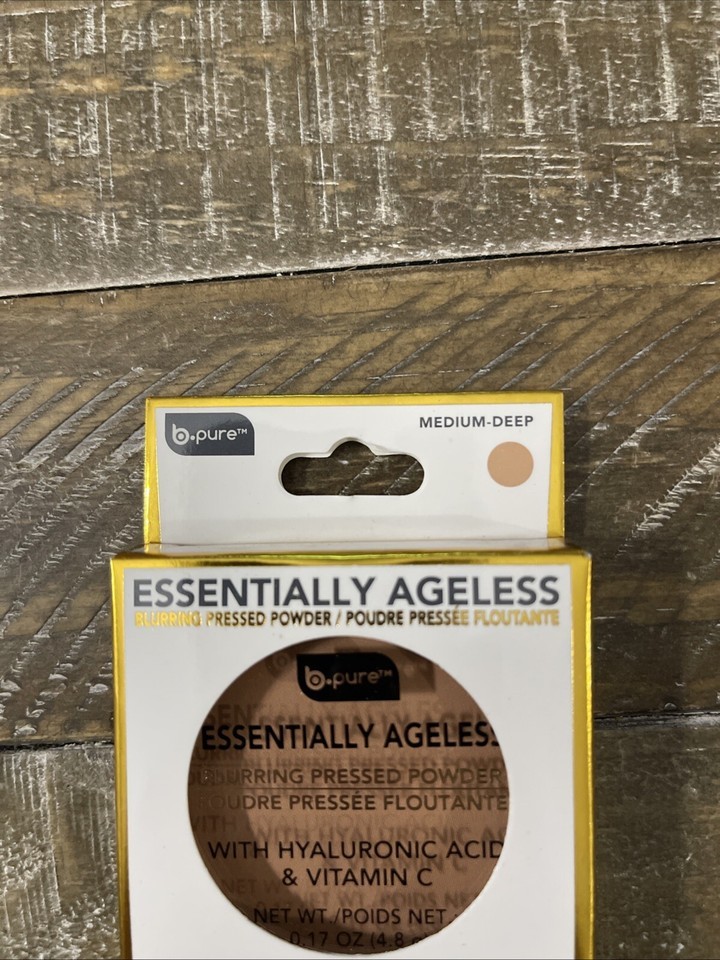 b.pure™
MEDIUM-DEEP
ESSENTIALLY AGELESS
BLURRING PRESSED POWDER / POUDRE PRESSÉE FLOUTANTE
b.pure™
ESSENTIALLY AGELESS
BLURRING PRESSED POWDER
POUDRE PRESSÉE FLOUTANTE
WITH HYALURONIC ACID
& VITAMIN C
NET WT./POIDS NET.
0.17 OZ (4.8